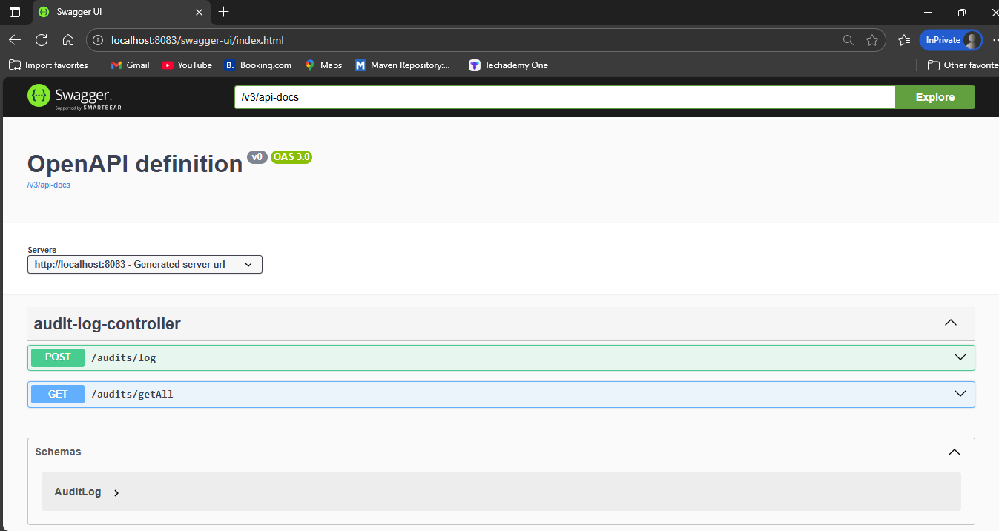 Swagger UI
localhost:8083/swagger-ui/index.html
InPrivate
Import favorites
Gmail
YouTube
B. Booking.com
Maps
M Maven Repository:...
T Techademy One
Other favorite
{···} Swagger.
Supported by SMARTBEAR
/v3/api-docs
Explore
OpenAPI definition v0 OAS 3.0
/v3/api-docs
Servers
http://localhost:8083 - Generated server url
audit-log-controller
POST /audits/log
GET /audits/getAll
Schemas
AuditLog